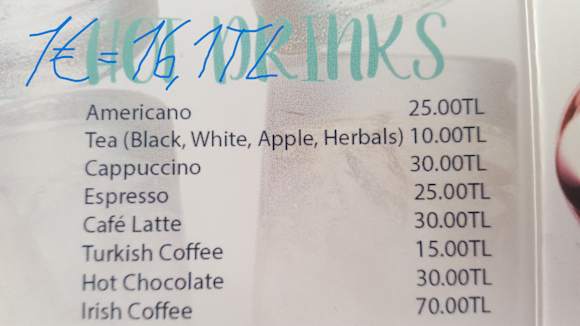 1€=16,1TL
HOT DRINKS
Americano 25.00TL
Tea (Black, White, Apple, Herbals) 10.00TL
Cappuccino 30.00TL
Espresso 25.00TL
Café Latte 30.00TL
Turkish Coffee 15.00TL
Hot Chocolate 30.00TL
Irish Coffee 70.00TL